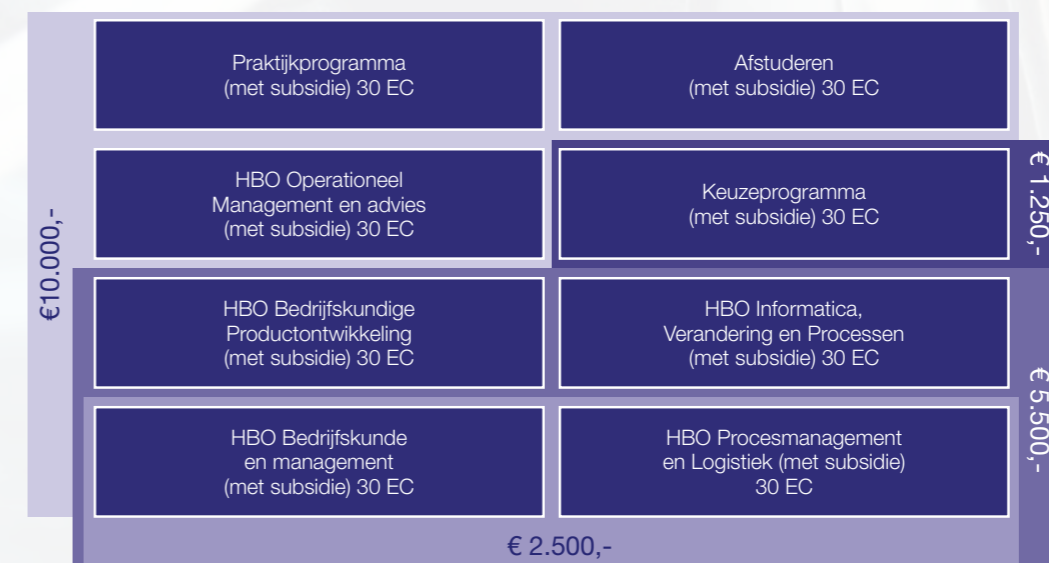 Praktijkprogramma
(met subsidie) 30 EC
Afstuderen
(met subsidie) 30 EC
HBO Operationeel
Management en advies
(met subsidie) 30 EC
Keuzeprogramma
(met subsidie) 30 EC
€ 1.250,-
€10.000,-
HBO Bedrijfskundige
Productontwikkeling
(met subsidie) 30 EC
HBO Informatica,
Verandering en Processen
(met subsidie) 30 EC
€ 5.500,-
HBO Bedrijfskunde
en management
(met subsidie) 30 EC
HBO Procesmanagement
en Logistiek (met subsidie)
30 EC
€ 2.500,-